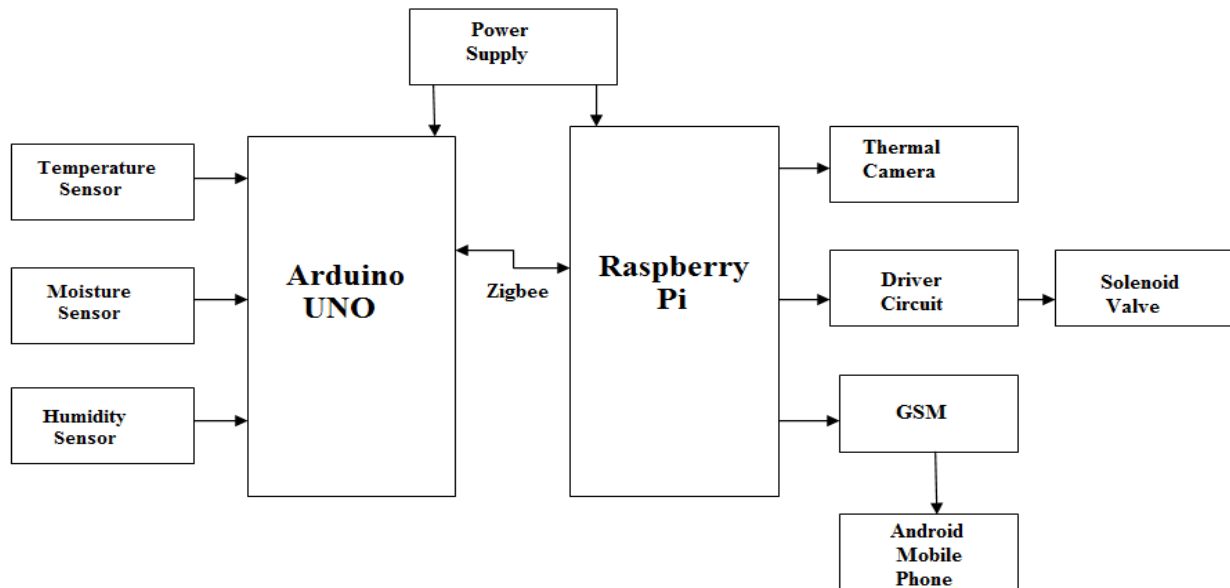 Power
Supply
Temperature
Sensor
Moisture
Sensor
Humidity
Sensor
Arduino
UNO
Zigbee
Raspberry
Pi
Thermal
Camera
Driver
Circuit
Solenoid
Valve
GSM
Android
Mobile
Phone